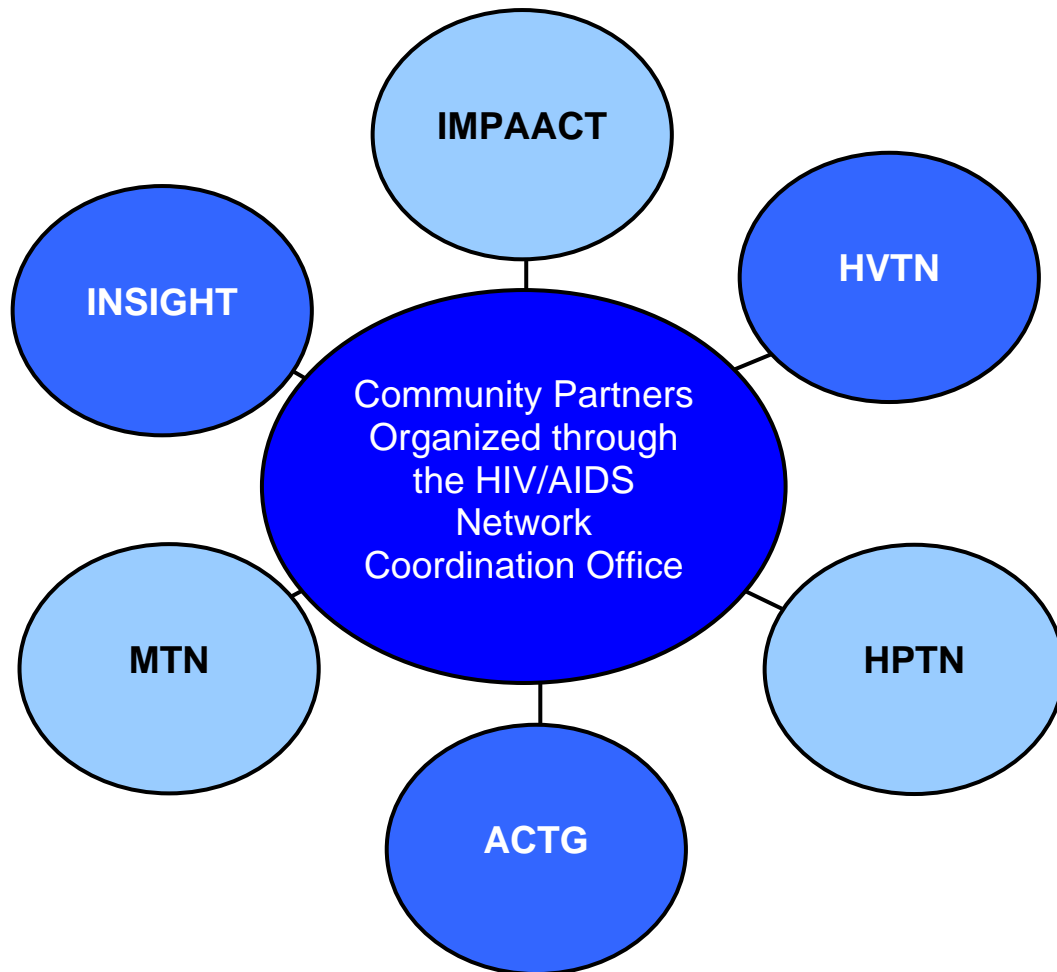 IMPAACT
HVTN
INSIGHT
Community Partners
Organized through
the HIV/AIDS
Network
Coordination Office
MTN
HPTN
ACTG